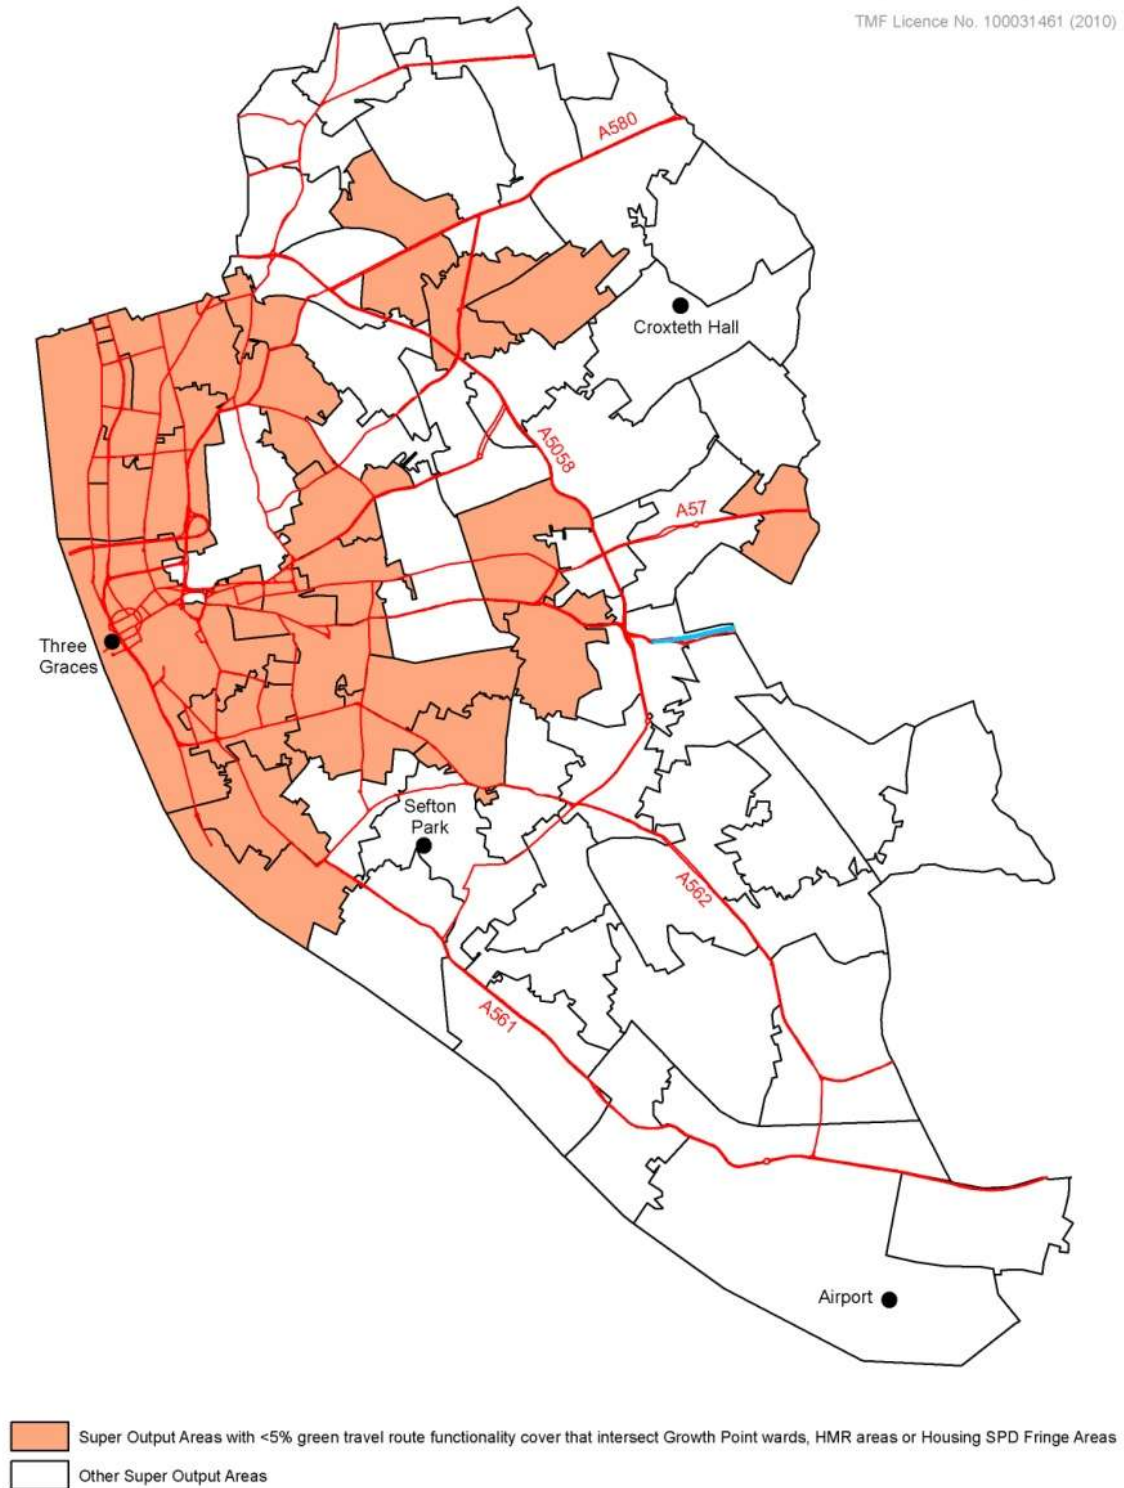 TMF Licence No. 100031461 (2010)
A580
Croxteth Hall
A5058
A57
Three
Graces
Sefton
Park
A562
A561
Airport
Super Output Areas with <5% green travel route functionality cover that intersect Growth Point wards, HMR areas or Housing SPD Fringe Areas
Other Super Output Areas